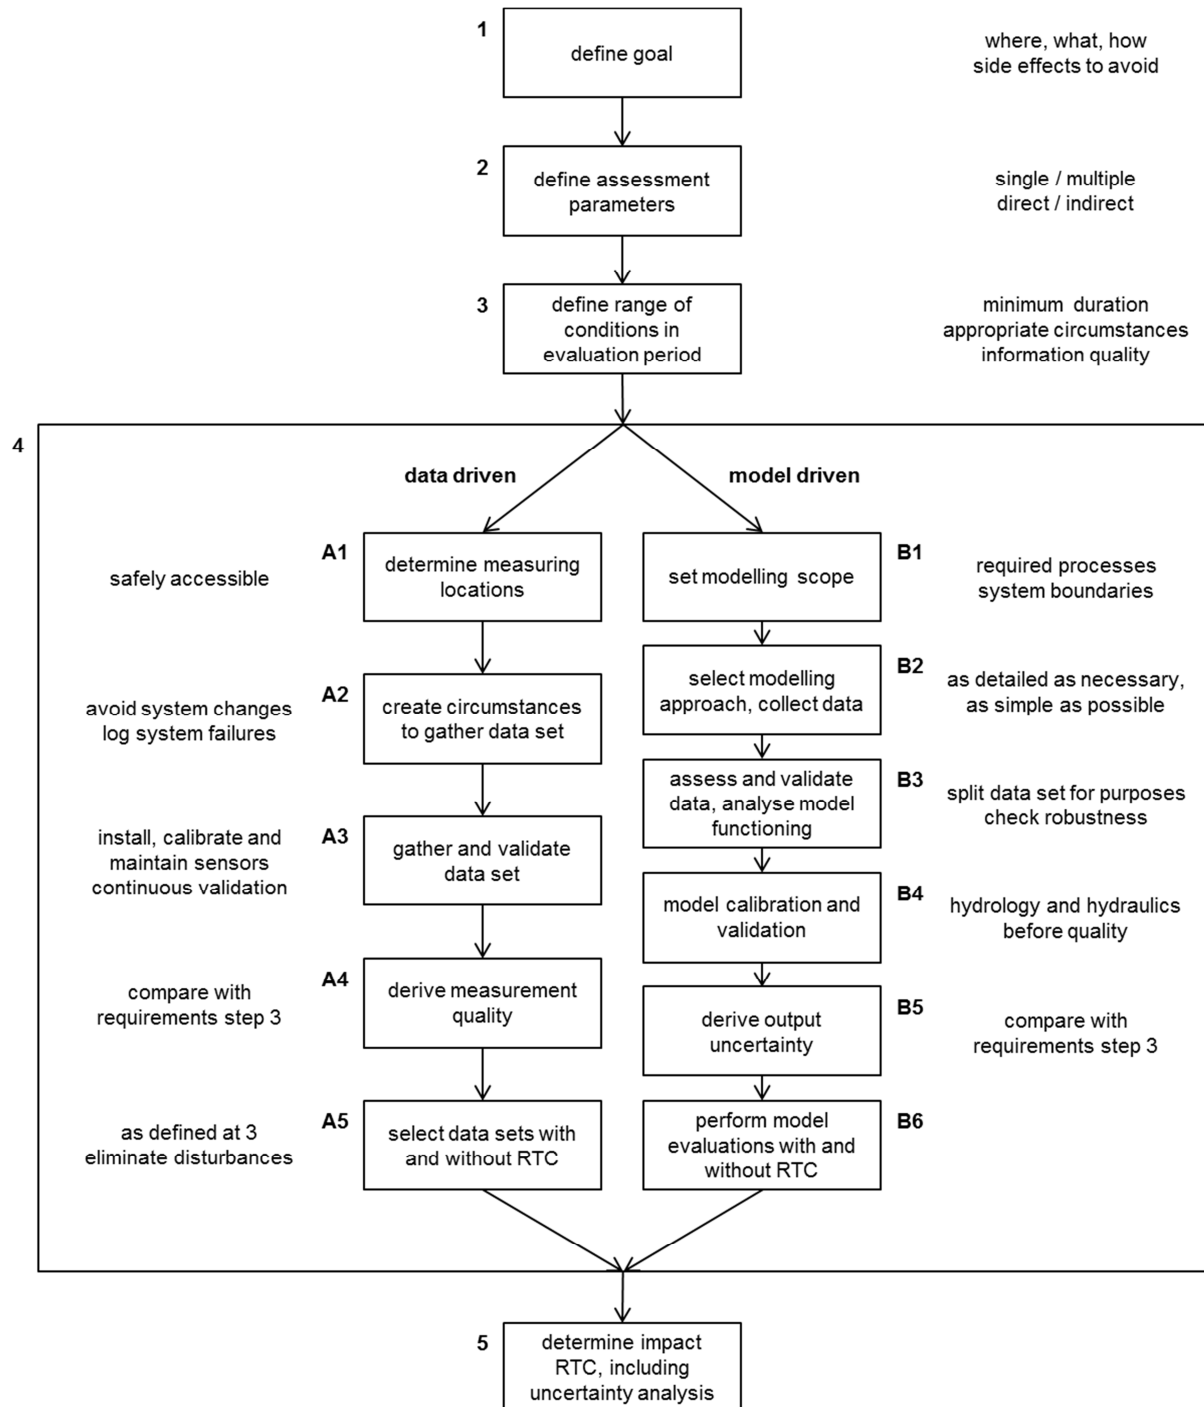 1
define goal
where, what, how
side effects to avoid
2
define assessment
parameters
single / multiple
direct / indirect
3
define range of
conditions in
evaluation period
minimum duration
appropriate circumstances
information quality
4
data driven
model driven
A1
determine measuring
locations
safely accessible
B1
set modelling scope
required processes
system boundaries
A2
create circumstances
to gather data set
avoid system changes
log system failures
B2
select modelling
approach, collect data
as detailed as necessary,
as simple as possible
A3
gather and validate
data set
install, calibrate and
maintain sensors
continuous validation
B3
assess and validate
data, analyse model
functioning
split data set for purposes
check robustness
A4
derive measurement
quality
compare with
requirements step 3
B4
model calibration and
validation
hydrology and hydraulics
before quality
A5
select data sets with
and without RTC
as defined at 3
eliminate disturbances
B5
derive output
uncertainty
compare with
requirements step 3
B6
perform model
evaluations with and
without RTC
5
determine impact
RTC, including
uncertainty analysis